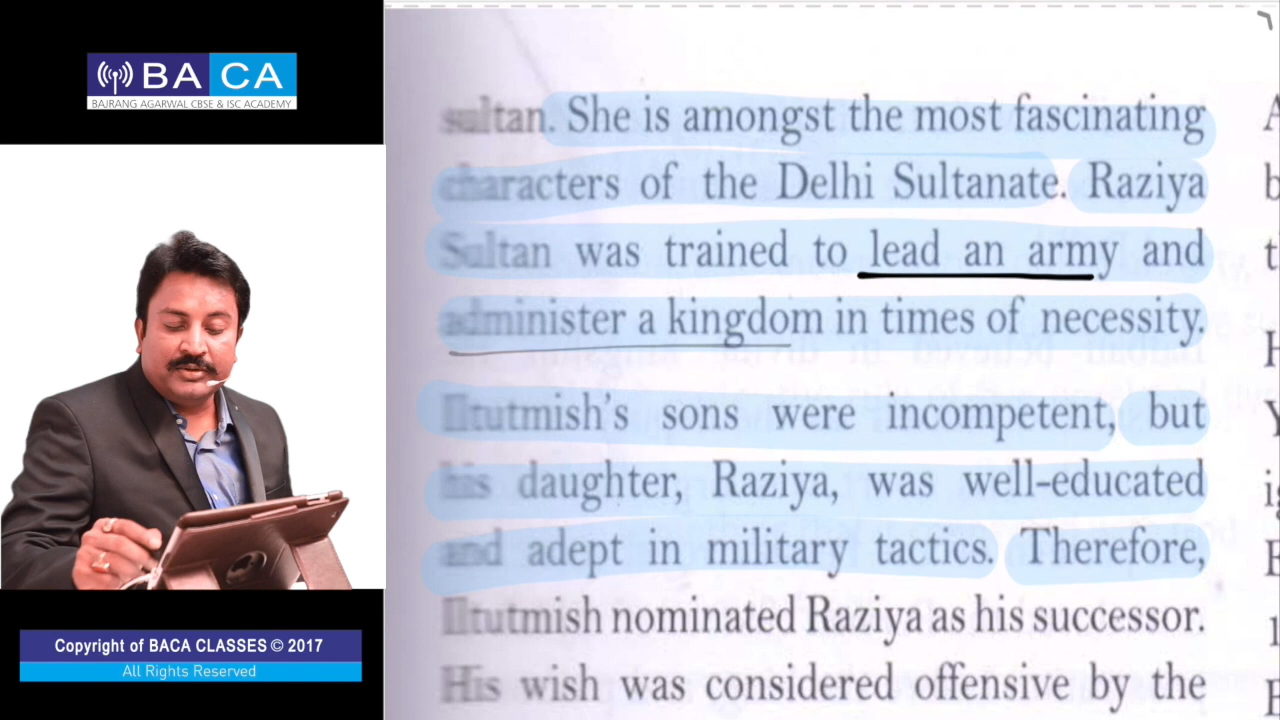 BACA
BAJRANG AGARWAL CBSE & ISC ACADEMY
sultan. She is amongst the most fascinating
characters of the Delhi Sultanate. Raziya
Sultan was trained to lead an army and
administer a kingdom in times of necessity.
Iltutmish's sons were incompetent, but
his daughter, Raziya, was well-educated
and adept in military tactics. Therefore,
Iltutmish nominated Raziya as his successor.
His wish was considered offensive by the
Copyright of BACA CLASSES © 2017
All Rights Reserved